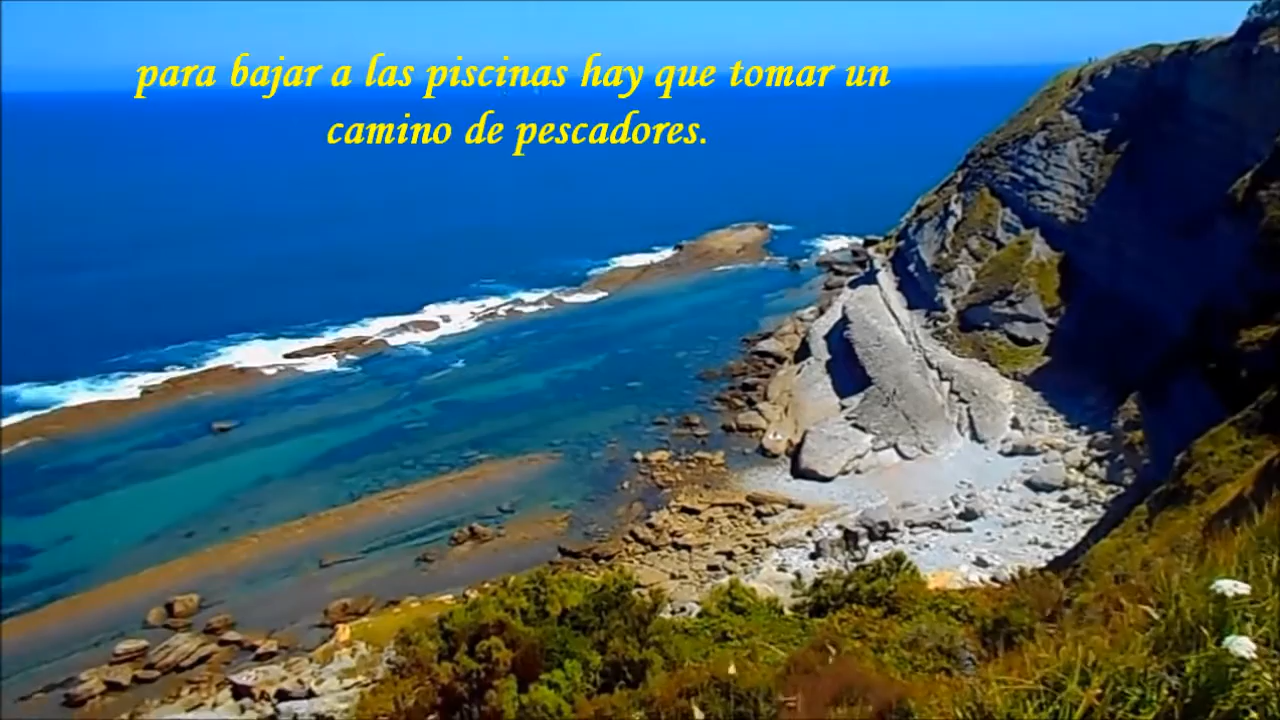 para bajar a las piscinas hay que tomar un
camino de pescadores.